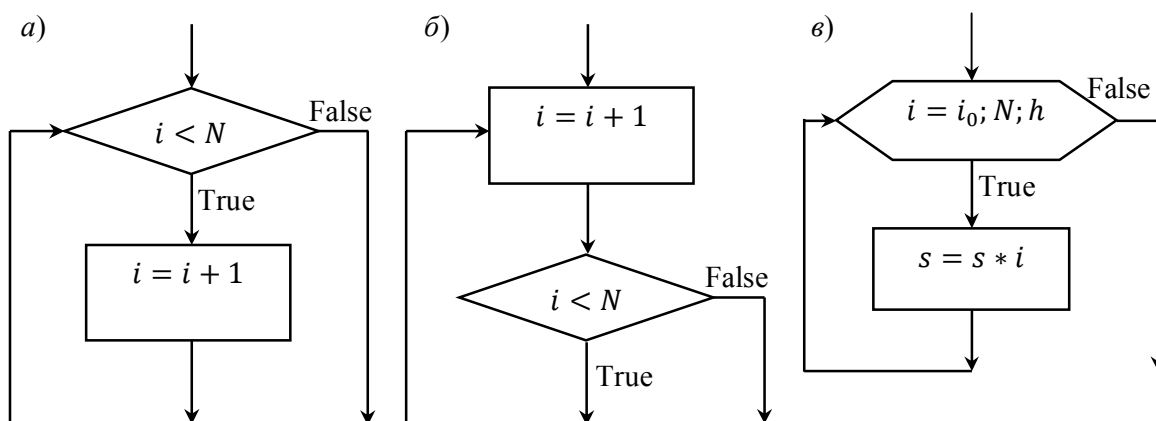 а)
False
i < N
True
i = i + 1
б)
i = i + 1
False
i < N
True
в)
False
i = i₀; N; h
True
s = s * i